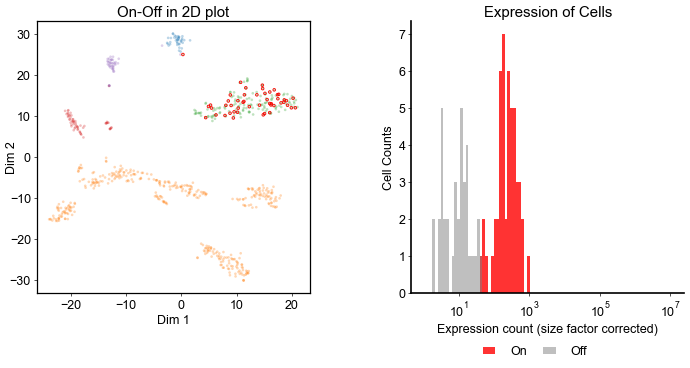 On-Off in 2D plot
Dim 2
30
20
10
0
−10
−20
−30
−20 −10 0 10 20
Dim 1
Expression of Cells
Cell Counts
7
6
5
4
3
2
1
0
10^1 10^3 10^5 10^7
Expression count (size factor corrected)
On Off